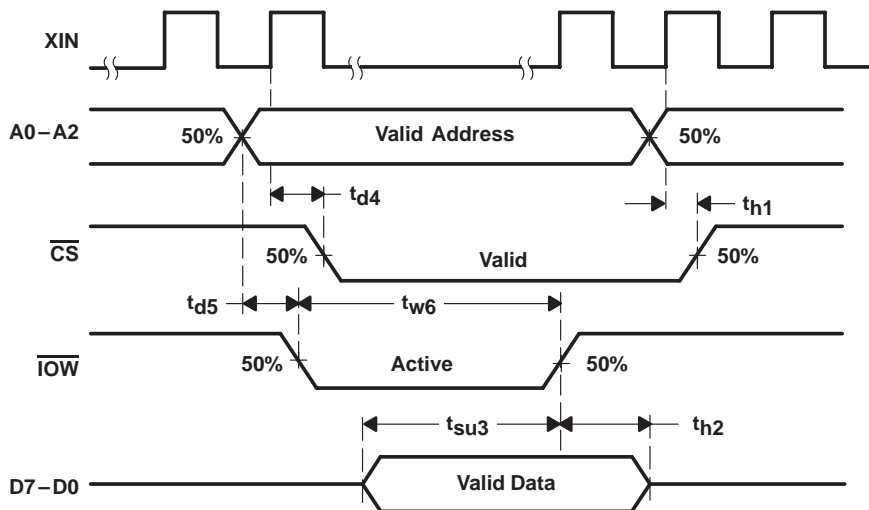 XIN
A0–A2
50%
Valid Address
50%
td4
th1
CS
50%
Valid
50%
td5
tw6
IOW
50%
Active
50%
tsu3
th2
D7–D0
Valid Data